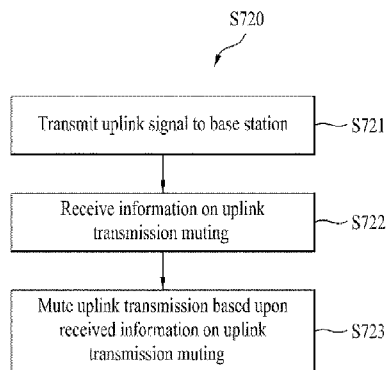 S720
Transmit uplink signal to base station
S721
Receive information on uplink
transmission muting
S722
Mute uplink transmission based upon
received information on uplink
transmission muting
S723